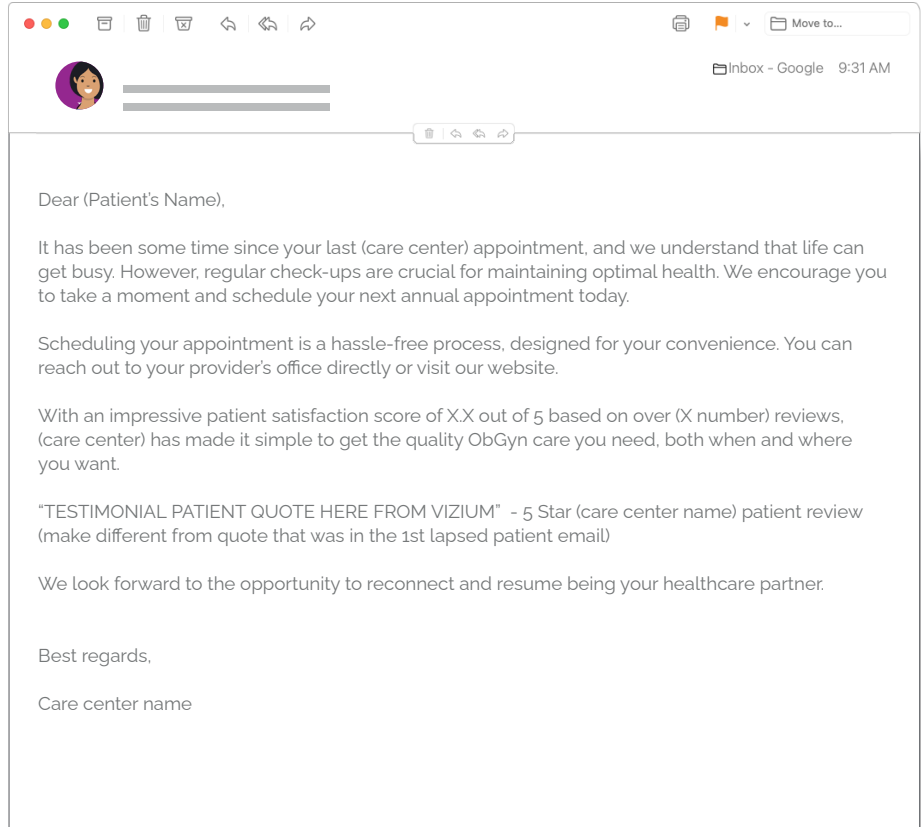 Move to...
Inbox - Google 9:31 AM
Dear (Patient's Name),
It has been some time since your last (care center) appointment, and we understand that life can
get busy. However, regular check-ups are crucial for maintaining optimal health. We encourage you
to take a moment and schedule your next annual appointment today.
Scheduling your appointment is a hassle-free process, designed for your convenience. You can
reach out to your provider's office directly or visit our website.
With an impressive patient satisfaction score of X.X out of 5 based on over (X number) reviews,
(care center) has made it simple to get the quality ObGyn care you need, both when and where
you want.
“TESTIMONIAL PATIENT QUOTE HERE FROM VIZIUM” - 5 Star (care center name) patient review
(make different from quote that was in the 1st lapsed patient email)
We look forward to the opportunity to reconnect and resume being your healthcare partner.
Best regards,
Care center name